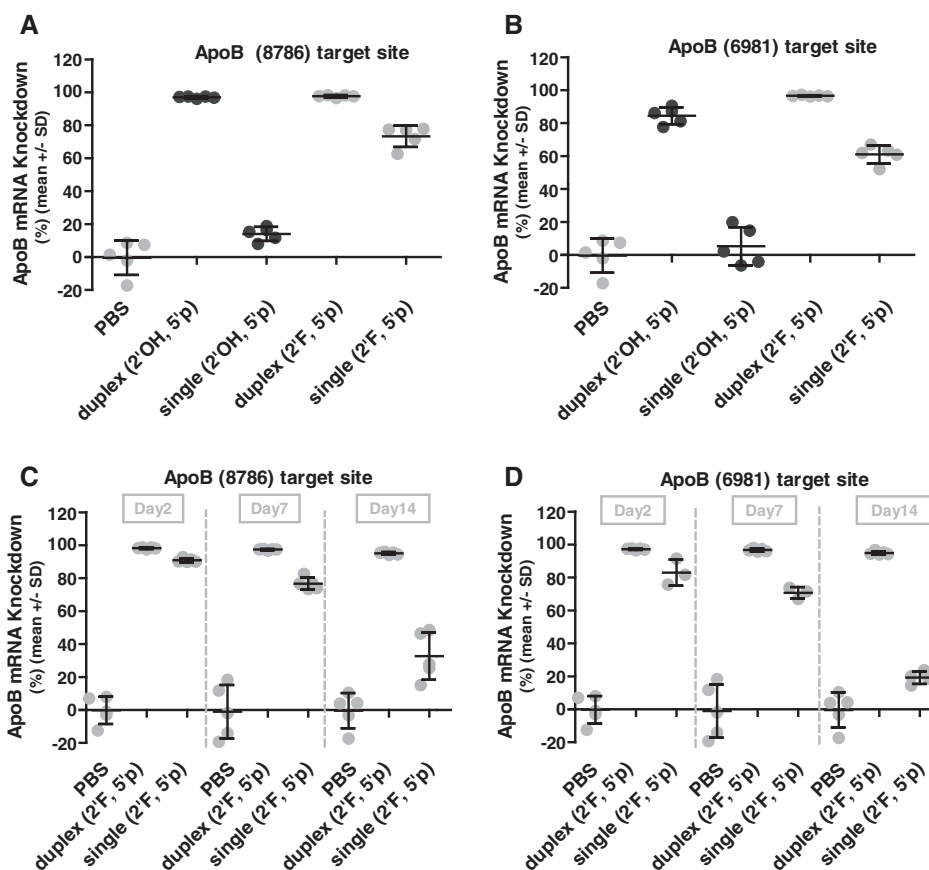 A
ApoB (8786) target site
ApoB mRNA Knockdown
(%) (mean +/- SD)
120
100
80
60
40
20
0
-20
PBS
duplex (2'OH, 5'p)
single (2'OH, 5'p)
duplex (2'F, 5'p)
single (2'F, 5'p)
B
ApoB (6981) target site
ApoB mRNA Knockdown
(%) (mean +/- SD)
120
100
80
60
40
20
0
-20
PBS
duplex (2'OH, 5'p)
single (2'OH, 5'p)
duplex (2'F, 5'p)
single (2'F, 5'p)
C
ApoB (8786) target site
Day2
Day7
Day14
ApoB mRNA Knockdown
(%) (mean +/- SD)
120
100
80
60
40
20
0
-20
PBS
duplex (2'F, 5'p)
single (2'F, 5'p)
PBS
duplex (2'F, 5'p)
single (2'F, 5'p)
PBS
duplex (2'F, 5'p)
single (2'F, 5'p)
D
ApoB (6981) target site
Day2
Day7
Day14
ApoB mRNA Knockdown
(%) (mean +/- SD)
120
100
80
60
40
20
0
-20
PBS
duplex (2'F, 5'p)
single (2'F, 5'p)
PBS
duplex (2'F, 5'p)
single (2'F, 5'p)
PBS
duplex (2'F, 5'p)
single (2'F, 5'p)